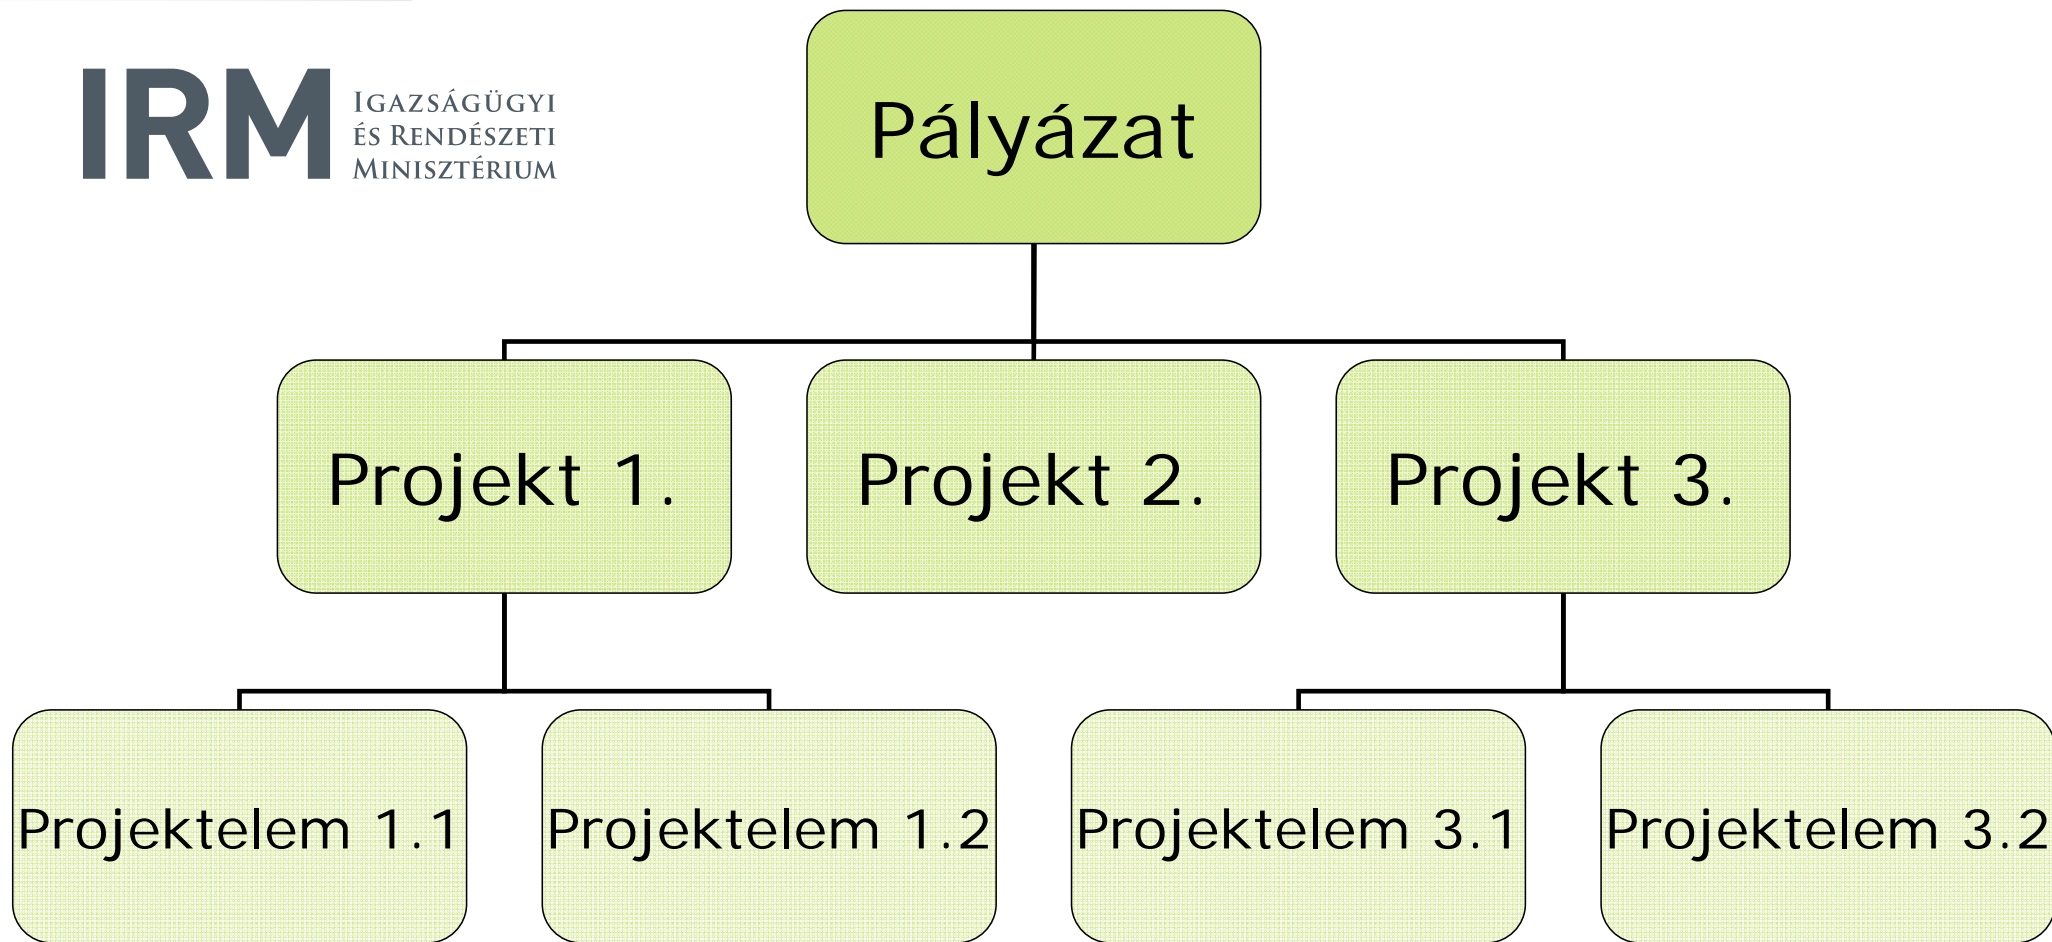 IRM
IGAZSÁGÜGYI
ÉS RENDÉSZETI
MINISZTÉRIUM
Pályázat
Projekt 1.
Projekt 2.
Projekt 3.
Projektelem 1.1
Projektelem 1.2
Projektelem 3.1
Projektelem 3.2